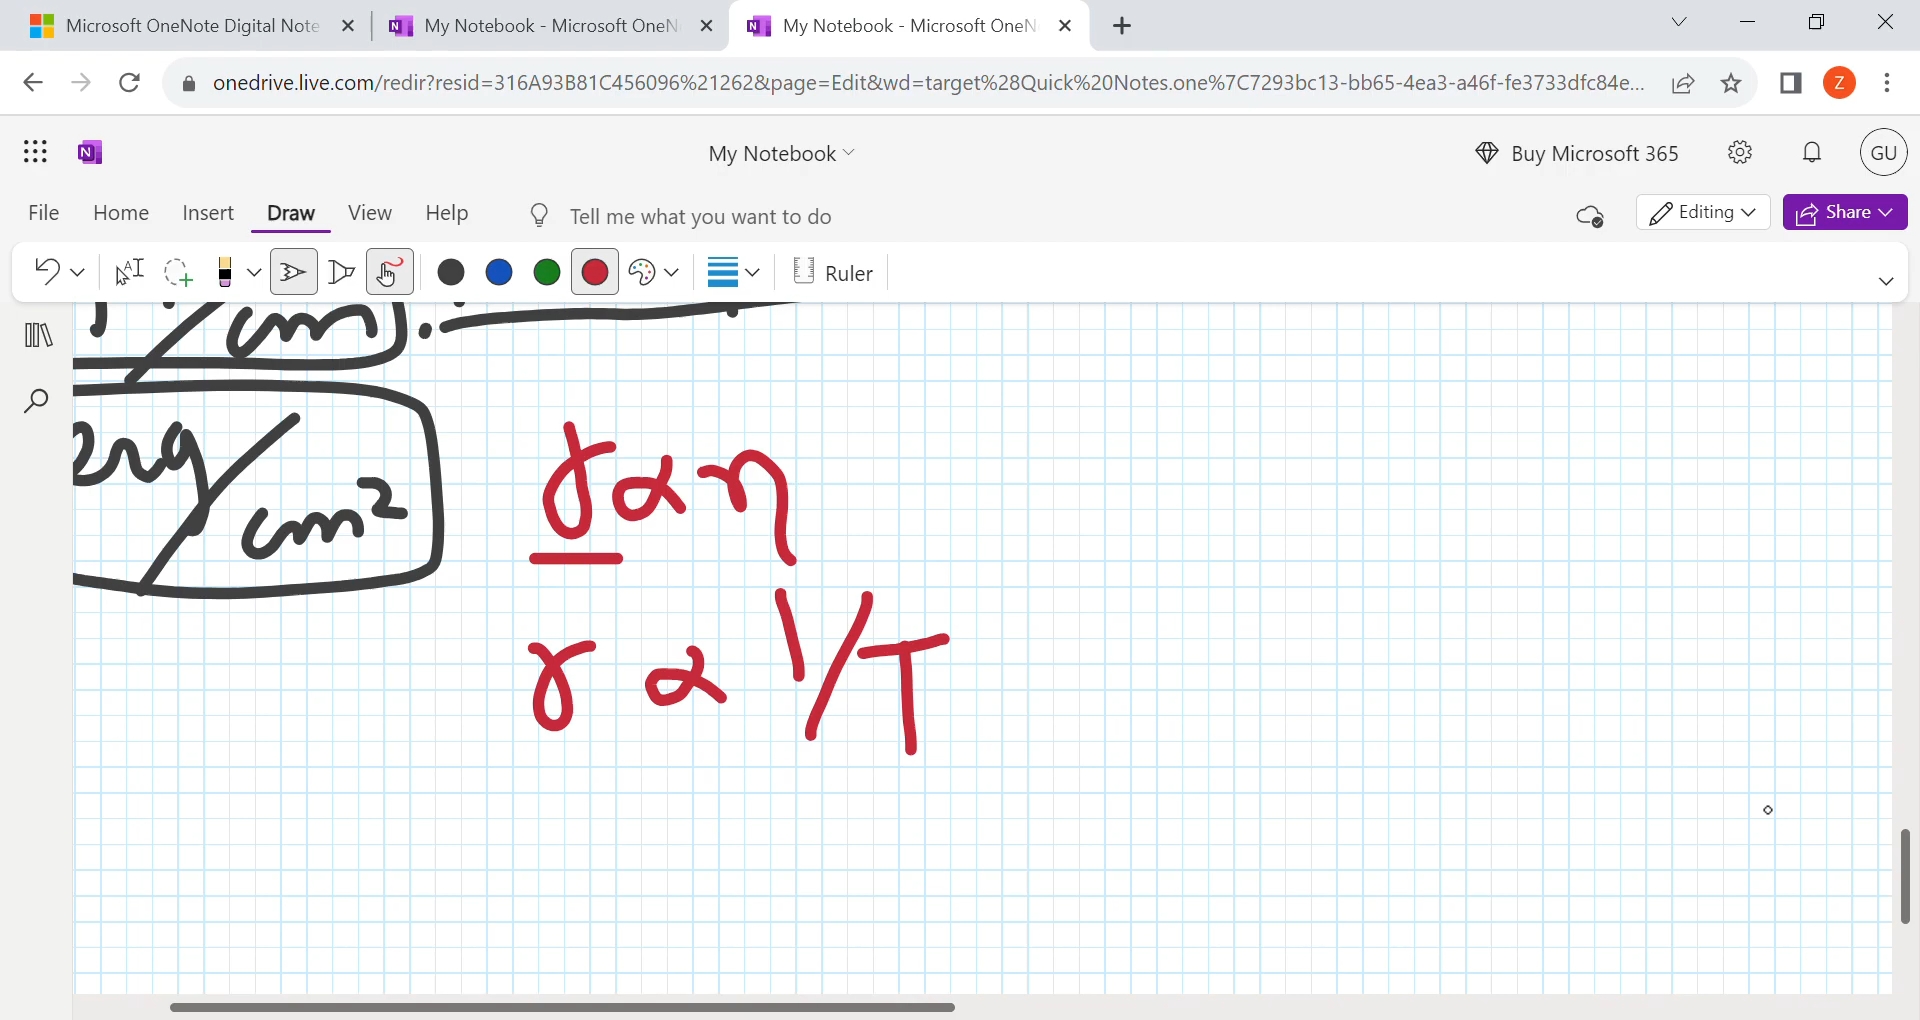 Microsoft OneNote Digital Note
My Notebook - Microsoft OneN
My Notebook - Microsoft OneN
onedrive.live.com/redir?resid=316A93B81C456096%21262&page=Edit&wd=target%28Quick%20Notes.one%7C7293bc13-bb65-4ea3-a46f-fe3733dfc84e...
Z
My Notebook
Buy Microsoft 365
GU
File Home Insert Draw View Help
Tell me what you want to do
Editing
Share
Ruler
/cm
erg/cm²
γ α η
γ α 1/T